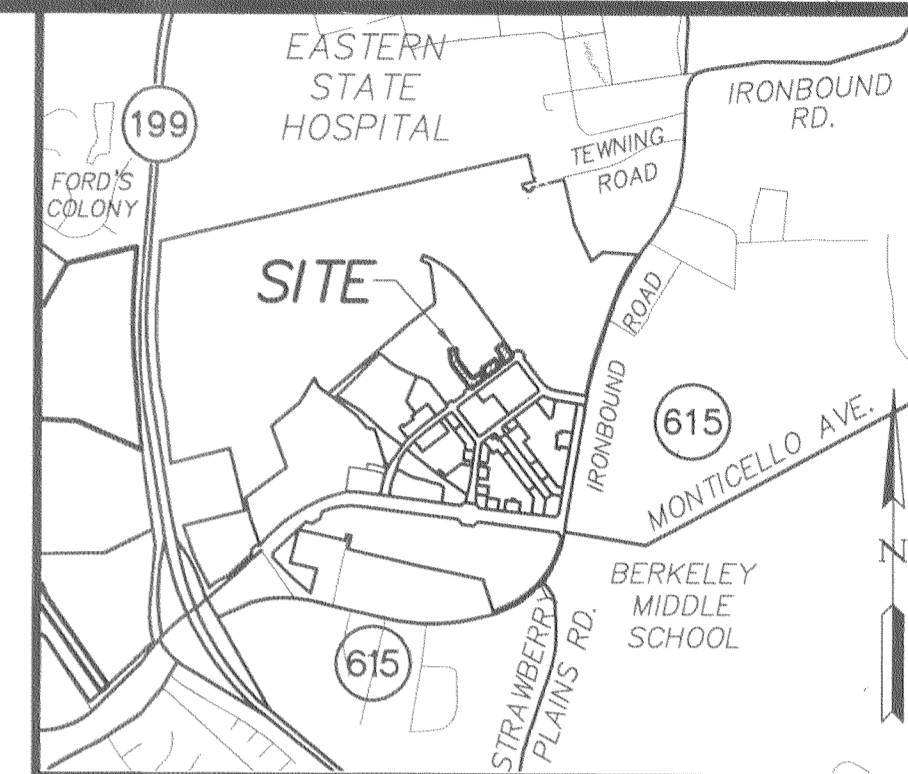 EASTERN
STATE
HOSPITAL
IRONBOUND
RD.
199
TEWNING
ROAD
FORD'S
COLONY
SITE
ROAD
IRONBOUND
615
MONTICELLO AVE.
N
BERKELEY
MIDDLE
SCHOOL
615
STRAWBERRY
PLAINS RD.